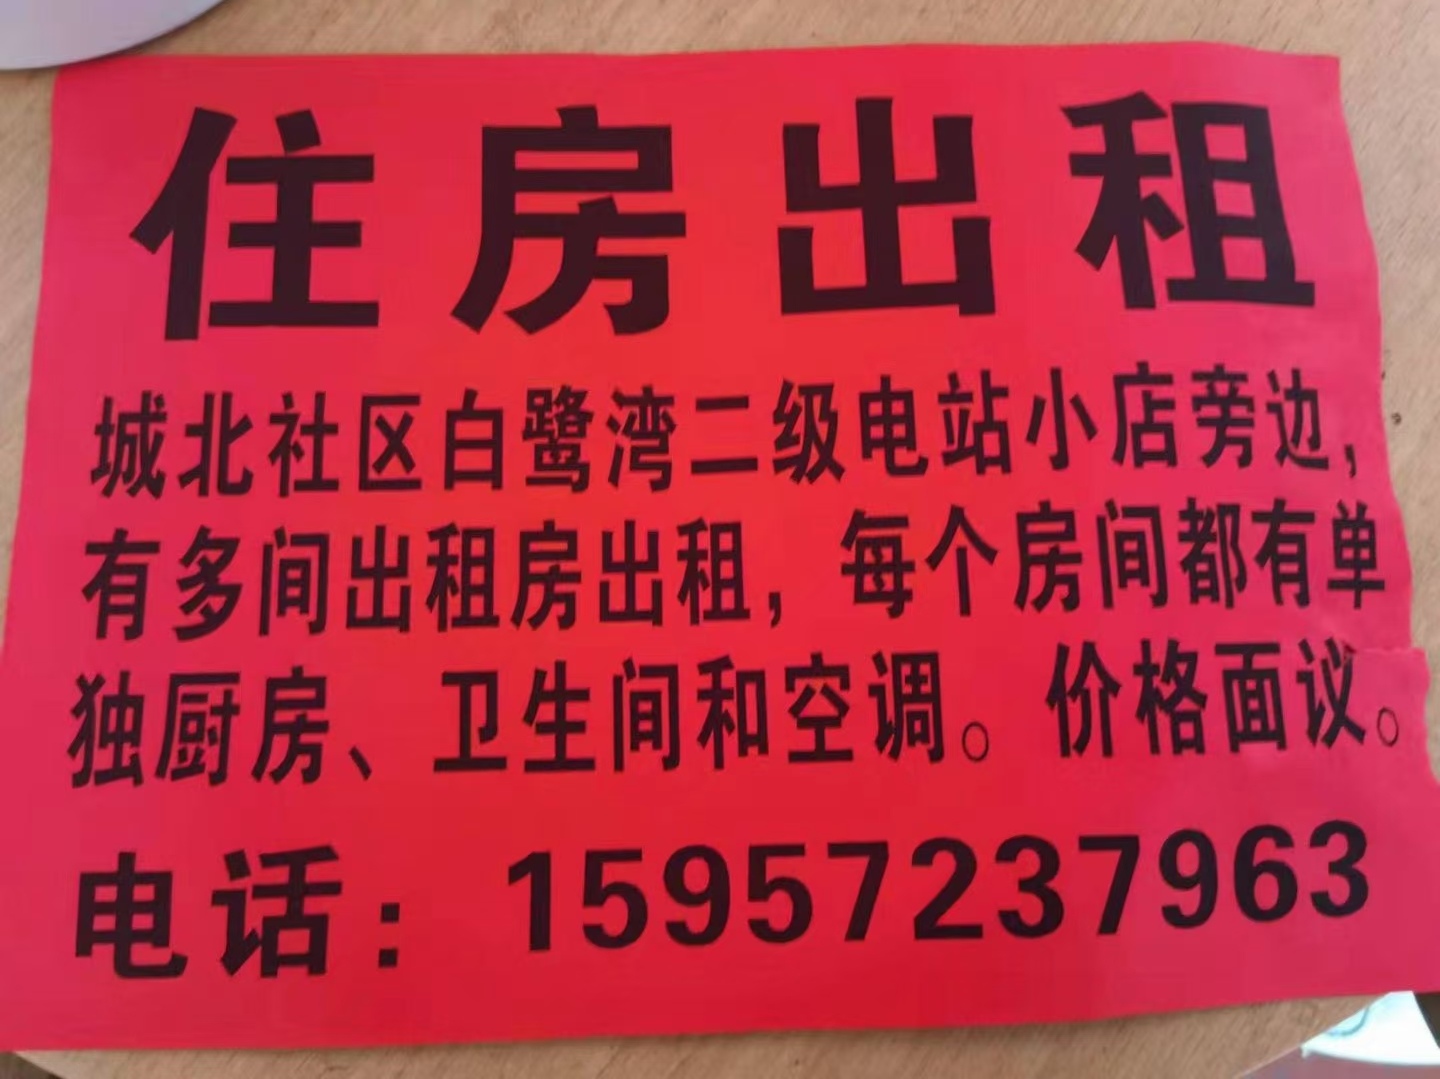 住房出租
城北社区白鹭湾二级电站小店旁边，
有多间出租房出租，每个房间都有单
独厨房、卫生间和空调。价格面议。
电话：15957237963